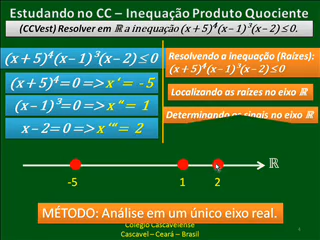 Estudando no CC – Inequação Produto Quociente
(CCVest) Resolver em ℝ a inequação (x + 5)⁴(x – 1)³(x – 2) ≤ 0.
(x + 5)⁴(x – 1)³(x – 2) ≤ 0
(x + 5)⁴=0 => x' = -5
(x – 1)³=0 => x" = 1
x – 2=0 => x'" = 2
Resolvendo a inequação (Raízes):
(x + 5)⁴(x – 1)³(x – 2) ≤ 0
Localizando as raízes no eixo ℝ
Determinando os sinais no eixo ℝ
ℝ
-5 1 2
MÉTODO: Análise em um único eixo real.
Colégio Cascavelense
Cascavel – Ceará – Brasil